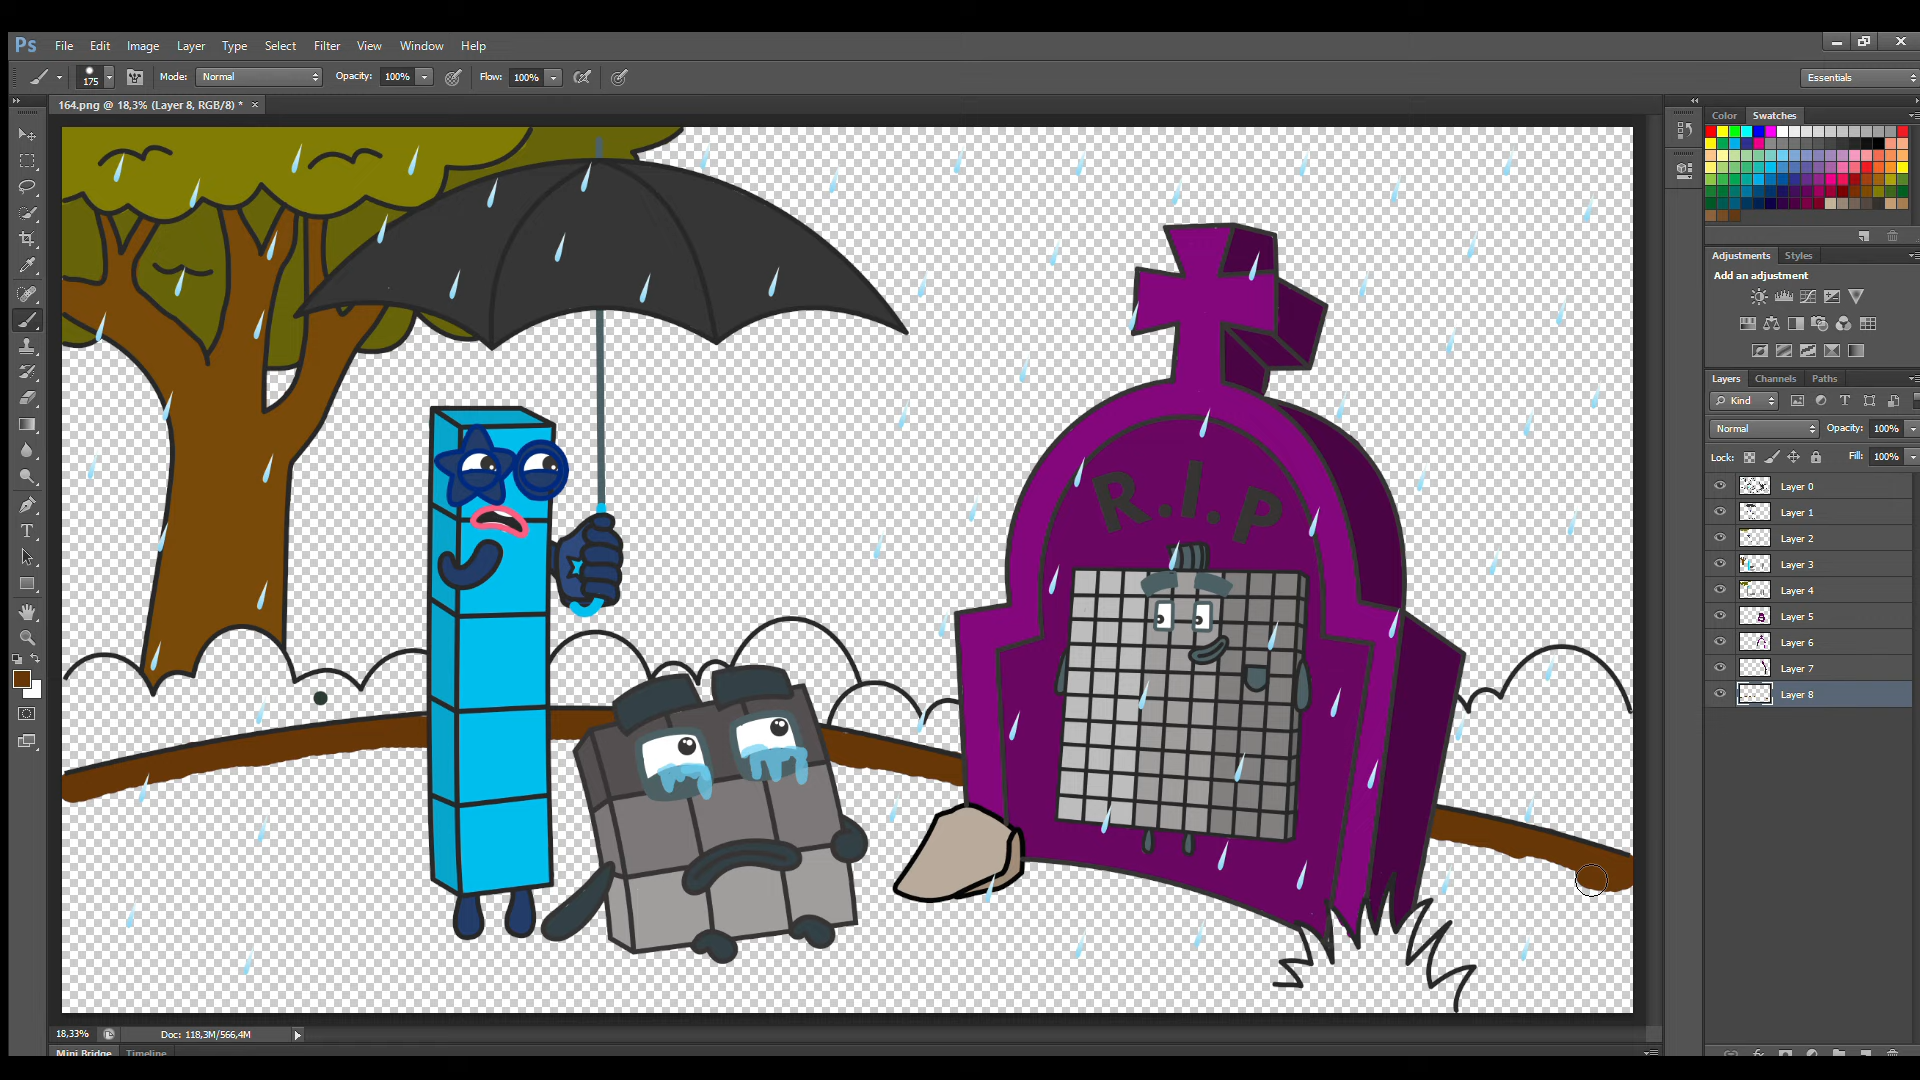 Ps File Edit Image Layer Type Select Filter View Window Help
175 Mode: Normal Opacity: 100% Flow: 100% Essentials
164.png @ 18,3% (Layer 8, RGB/8) * ×
Color Swatches
Adjustments Styles
Add an adjustment
Layers Channels Paths
Kind
Normal Opacity: 100%
Lock: Fill: 100%
Layer 0
Layer 1
Layer 2
Layer 3
Layer 4
Layer 5
Layer 6
Layer 7
Layer 8
R.I.P
18,33% Doc: 118,3M/566,4M
Mini Bridge Timeline